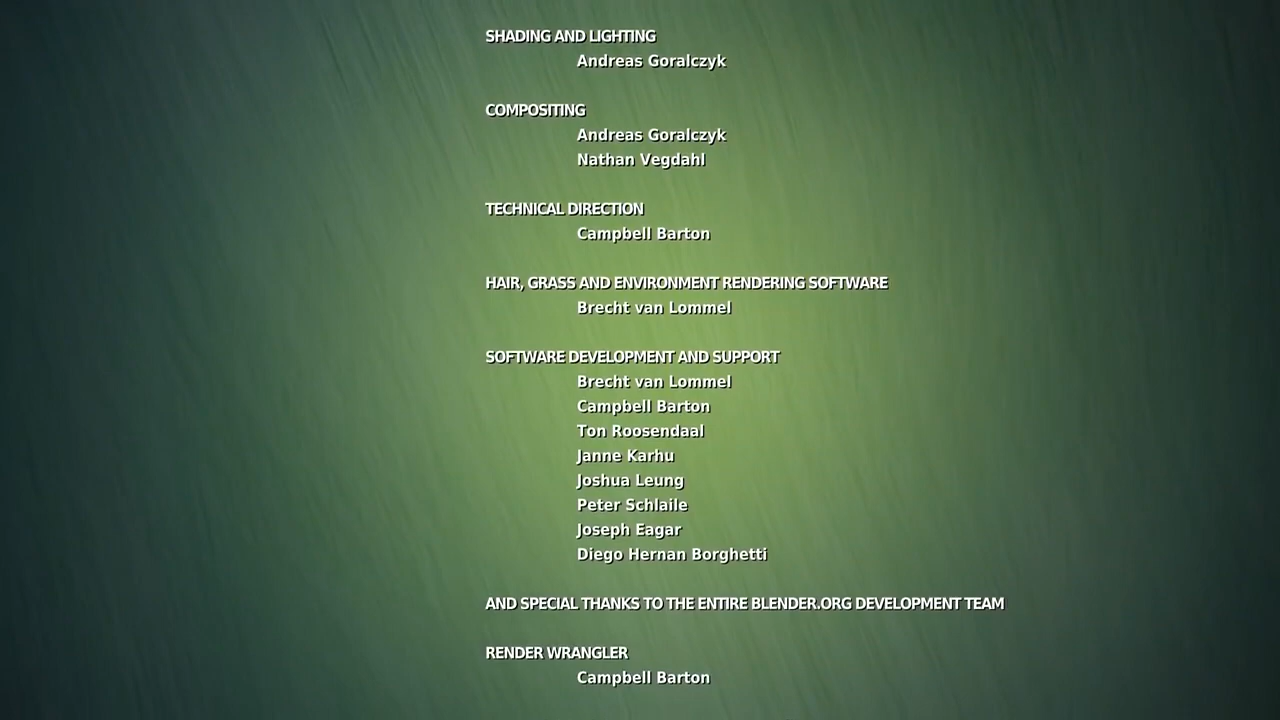 SHADING AND LIGHTING
Andreas Goralczyk
COMPOSITING
Andreas Goralczyk
Nathan Vegdahl
TECHNICAL DIRECTION
Campbell Barton
HAIR, GRASS AND ENVIRONMENT RENDERING SOFTWARE
Brecht van Lommel
SOFTWARE DEVELOPMENT AND SUPPORT
Brecht van Lommel
Campbell Barton
Ton Roosendaal
Janne Karhu
Joshua Leung
Peter Schlaile
Joseph Eagar
Diego Hernan Borghetti
AND SPECIAL THANKS TO THE ENTIRE BLENDER.ORG DEVELOPMENT TEAM
RENDER WRANGLER
Campbell Barton